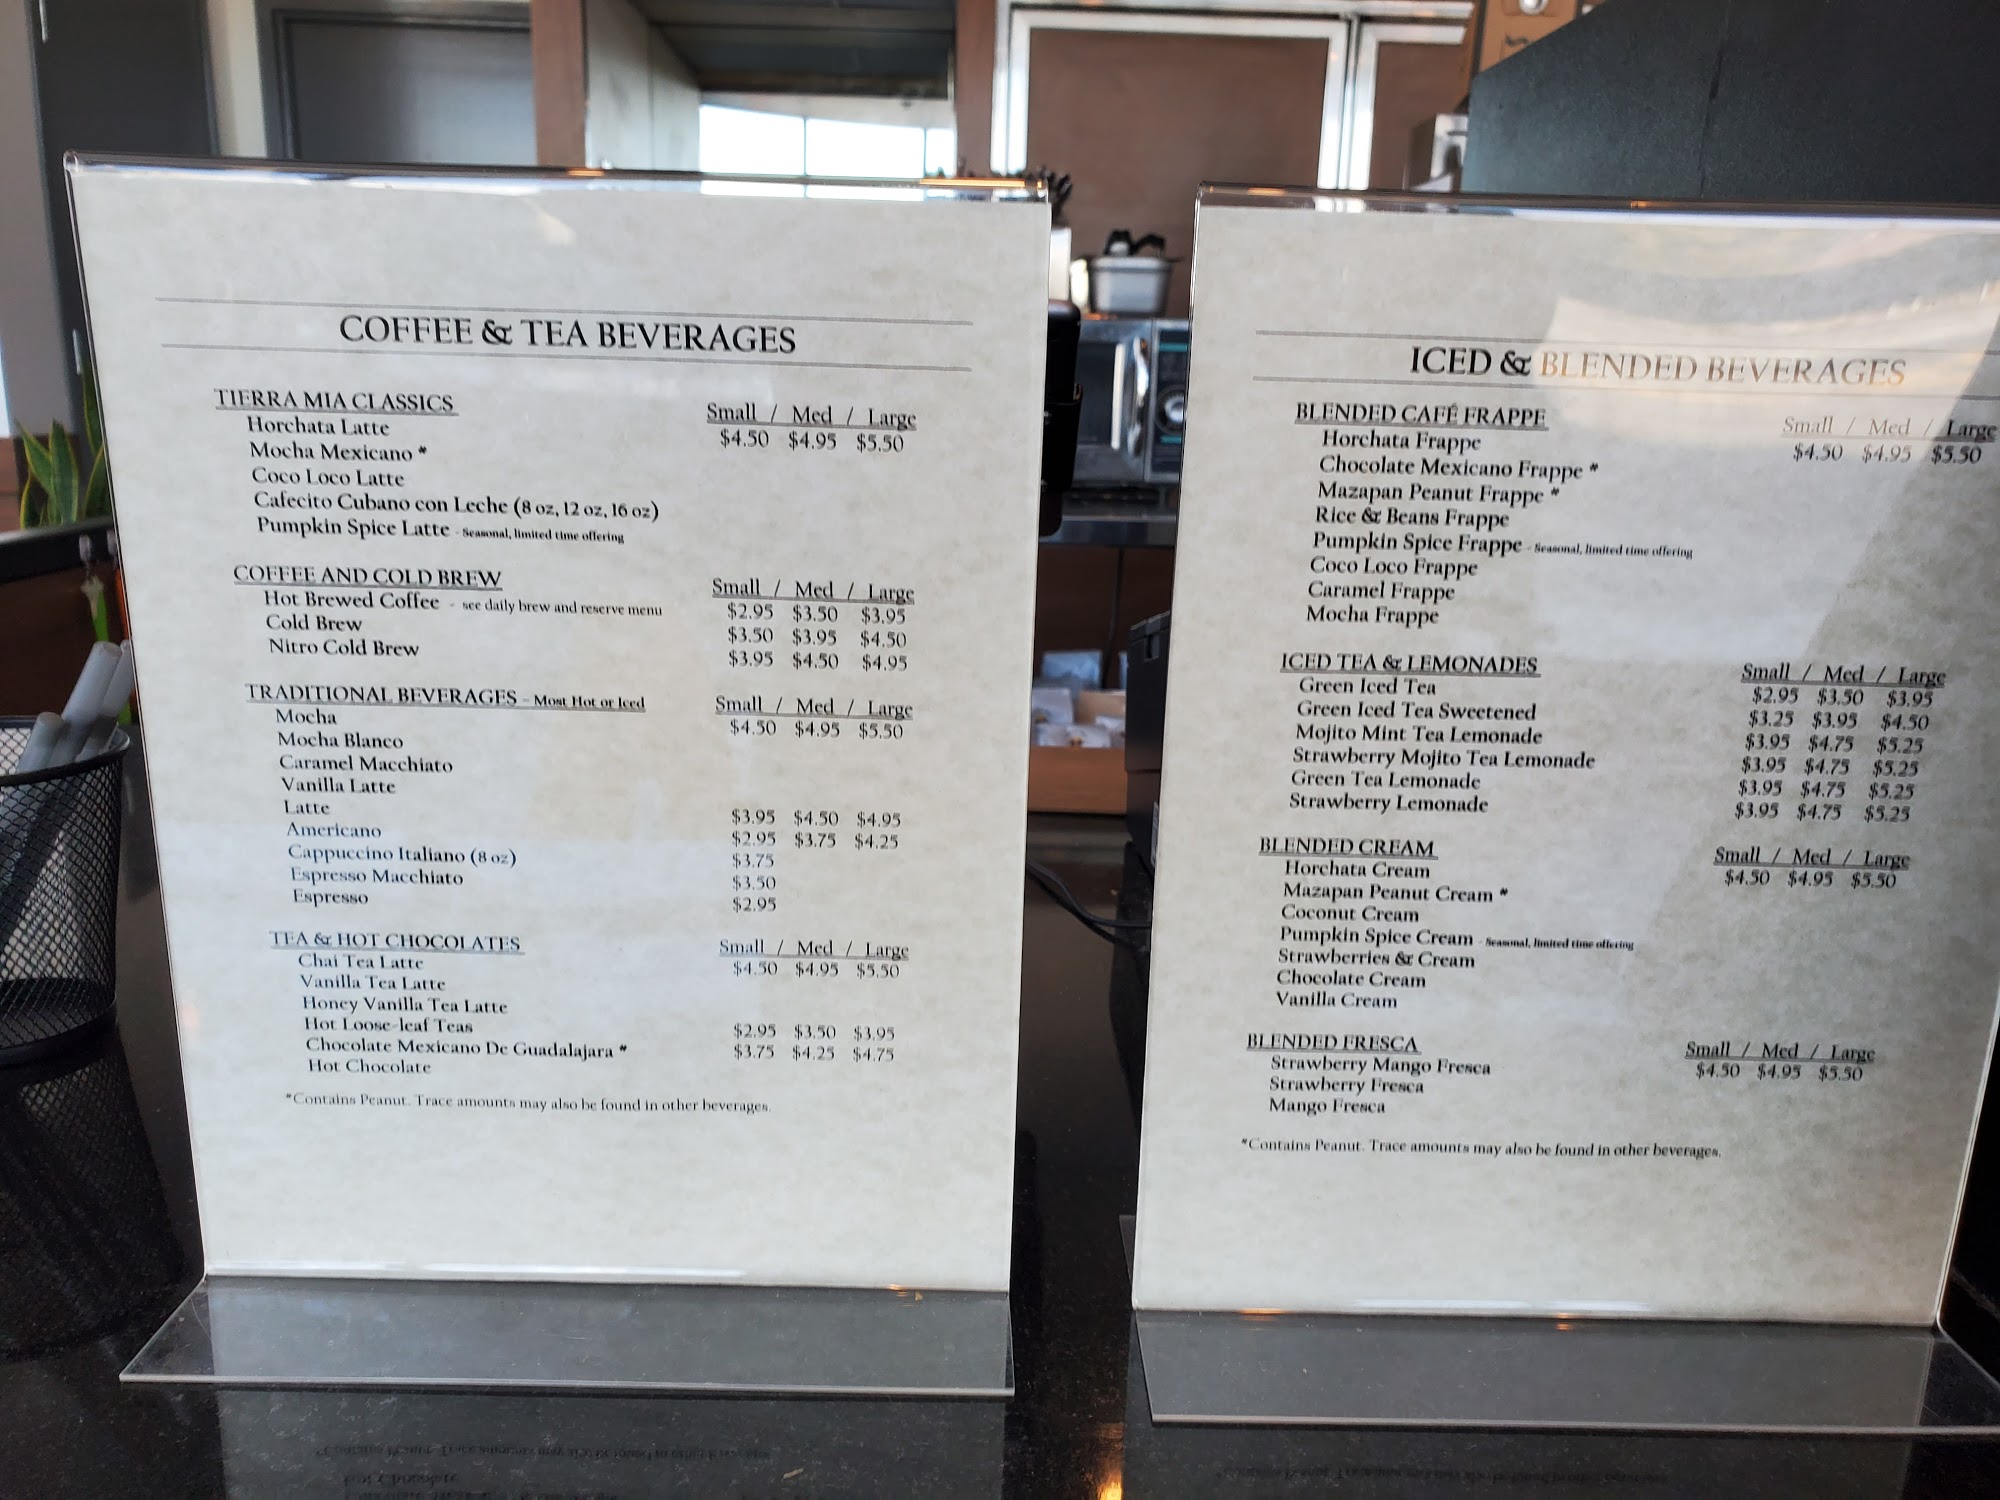 COFFEE & TEA BEVERAGES
TIERRA MIA CLASSICS Small / Med / Large
Horchata Latte $4.50 $4.95 $5.50
Mocha Mexicano *
Coco Loco Latte
Cafecito Cubano con Leche (8 oz, 12 oz, 16 oz)
Pumpkin Spice Latte - Seasonal, limited time offering
COFFEE AND COLD BREW Small / Med / Large
Hot Brewed Coffee - see daily brew and reserve menu $2.95 $3.50 $3.95
Cold Brew $3.50 $3.95 $4.50
Nitro Cold Brew $3.95 $4.50 $4.95
TRADITIONAL BEVERAGES - Most Hot or Iced Small / Med / Large
Mocha $4.50 $4.95 $5.50
Mocha Blanco
Caramel Macchiato
Vanilla Latte
Latte $3.95 $4.50 $4.95
Americano $2.95 $3.75 $4.25
Cappuccino Italiano (8 oz) $3.75
Espresso Macchiato $3.50
Espresso $2.95
TEA & HOT CHOCOLATES Small / Med / Large
Chai Tea Latte $4.50 $4.95 $5.50
Vanilla Tea Latte
Honey Vanilla Tea Latte
Hot Loose-leaf Teas $2.95 $3.50 $3.95
Chocolate Mexicano De Guadalajara * $3.75 $4.25 $4.75
Hot Chocolate
*Contains Peanut. Trace amounts may also be found in other beverages.
ICED & BLENDED BEVERAGES
BLENDED CAFÉ FRAPPE Small / Med / Large
Horchata Frappe $4.50 $4.95 $5.50
Chocolate Mexicano Frappe *
Mazapan Peanut Frappe *
Rice & Beans Frappe
Pumpkin Spice Frappe - Seasonal, limited time offering
Coco Loco Frappe
Caramel Frappe
Mocha Frappe
ICED TEA & LEMONADES Small / Med / Large
Green Iced Tea $2.95 $3.50 $3.95
Green Iced Tea Sweetened $3.25 $3.95 $4.50
Mojito Mint Tea Lemonade $3.95 $4.75 $5.25
Strawberry Mojito Tea Lemonade $3.95 $4.75 $5.25
Green Tea Lemonade $3.95 $4.75 $5.25
Strawberry Lemonade $3.95 $4.75 $5.25
BLENDED CREAM Small / Med / Large
Horchata Cream $4.50 $4.95 $5.50
Mazapan Peanut Cream *
Coconut Cream
Pumpkin Spice Cream - Seasonal, limited time offering
Strawberries & Cream
Chocolate Cream
Vanilla Cream
BLENDED FRESCA Small / Med / Large
Strawberry Mango Fresca $4.50 $4.95 $5.50
Strawberry Fresca
Mango Fresca
*Contains Peanut. Trace amounts may also be found in other beverages.